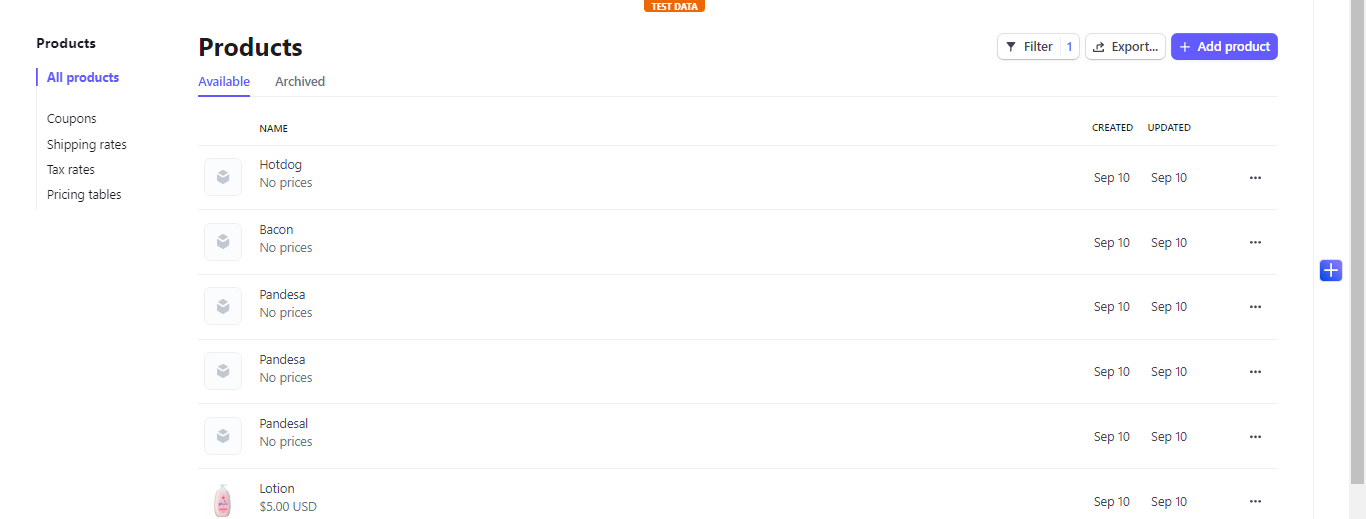 TEST DATA
Products
All products
Coupons
Shipping rates
Tax rates
Pricing tables
Products
Filter 1
Export...
+ Add product
Available Archived
NAME CREATED UPDATED
Hotdog
No prices
Sep 10 Sep 10
Bacon
No prices
Sep 10 Sep 10
Pandesa
No prices
Sep 10 Sep 10
Pandesa
No prices
Sep 10 Sep 10
Pandesal
No prices
Sep 10 Sep 10
Lotion
$5.00 USD
Sep 10 Sep 10